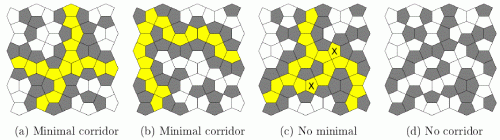 X
X
(a) Minimal corridor
(b) Minimal corridor
(c) No minimal
(d) No corridor